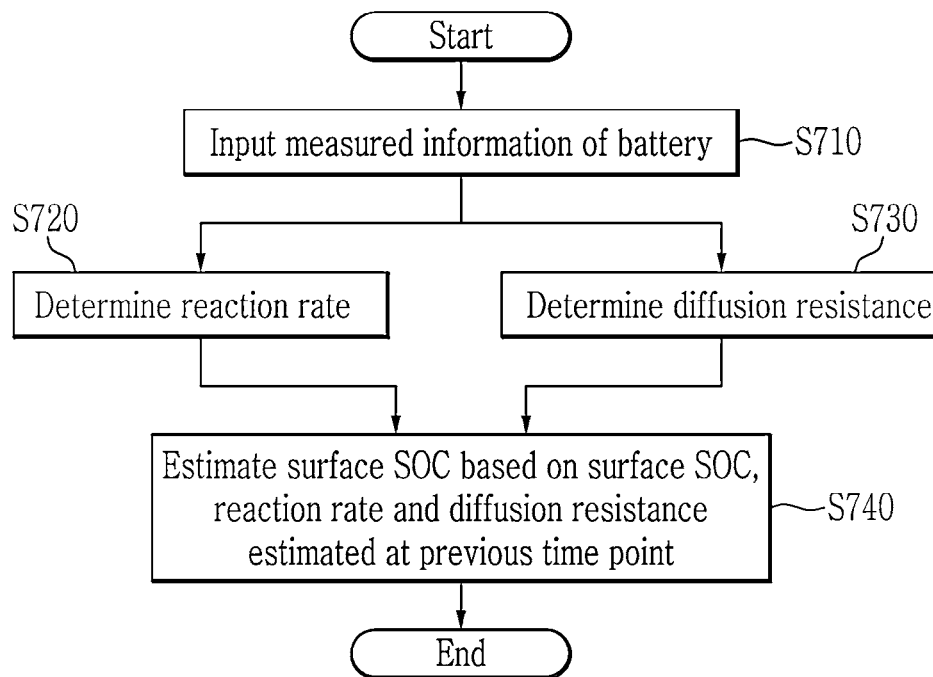 Start
Input measured information of battery
S710
S720
S730
Determine reaction rate
Determine diffusion resistance
Estimate surface SOC based on surface SOC,
reaction rate and diffusion resistance
estimated at previous time point
S740
End